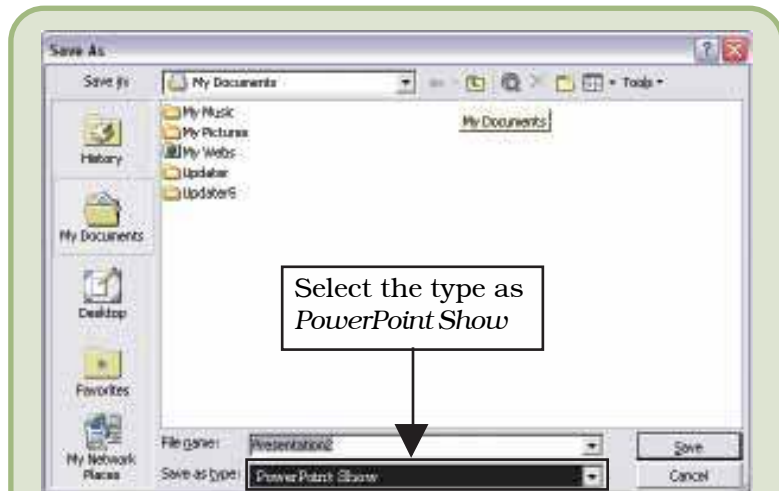 Save As
Save in: My Documents Tools
My Music
My Pictures
My Webs
Updater
Updater5
My Documents
History
My Documents
Desktop
Favorites
My Network Places
Select the type as
PowerPoint Show
File name: Presentation2
Save as type: PowerPoint Show
Save
Cancel